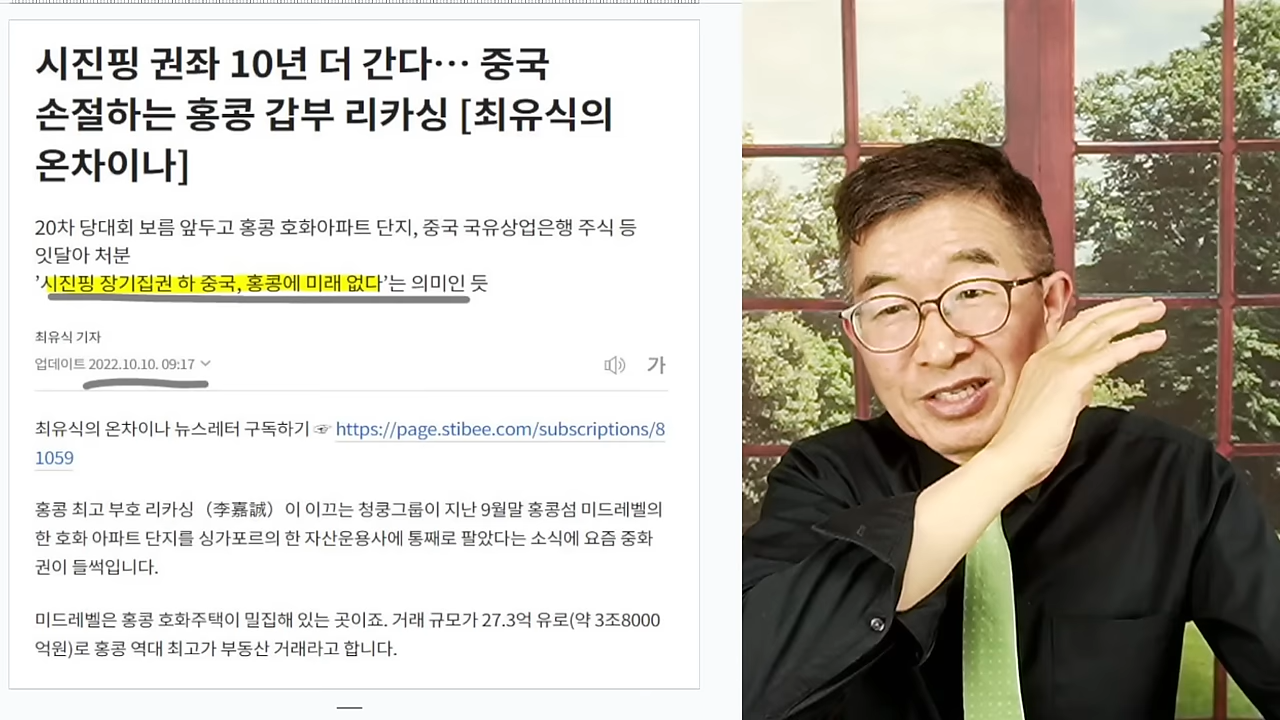 시진핑 권좌 10년 더 간다… 중국
손절하는 홍콩 갑부 리카싱 [최유식의
온차이나]
20차 당대회 보름 앞두고 홍콩 호화아파트 단지, 중국 국유상업은행 주식 등
잇달아 처분
'시진핑 장기집권 하 중국, 홍콩에 미래 없다'는 의미인 듯
최유식 기자
업데이트 2022.10.10. 09:17
가
최유식의 온차이나 뉴스레터 구독하기☞ https://page.stibee.com/subscriptions/8
1059
홍콩 최고 부호 리카싱（李嘉誠）이 이끄는 청쿵그룹이 지난 9월말 홍콩섬 미드레벨의
한 호화 아파트 단지를 싱가포르의 한 자산운용사에 통째로 팔았다는 소식에 요즘 중화
권이 들썩입니다.
미드레벨은 홍콩 호화주택이 밀집해 있는 곳이죠. 거래 규모가 27.3억 유로(약 3조8000
억원)로 홍콩 역대 최고가 부동산 거래라고 합니다.